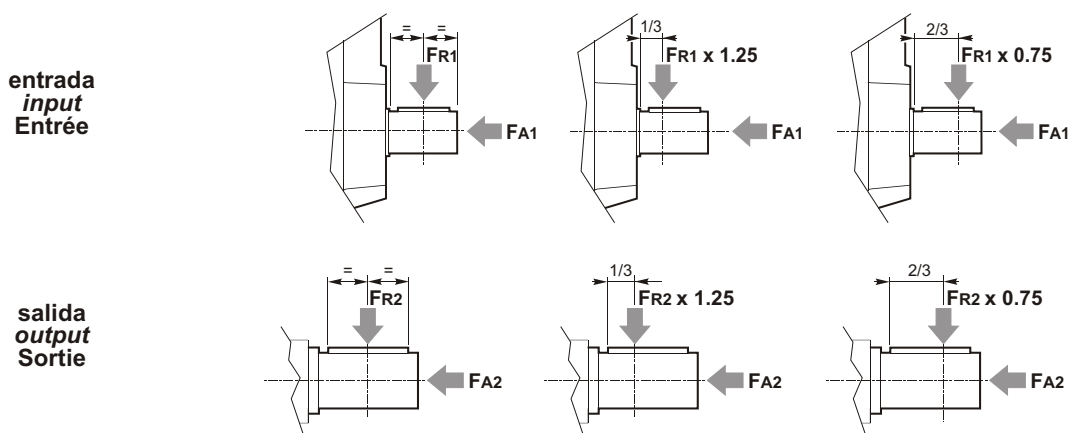 entrada
input
Entrée
= =
FR1
FA1
1/3
FR1 x 1.25
FA1
2/3
FR1 x 0.75
FA1
salida
output
Sortie
= =
FR2
FA2
1/3
FR2 x 1.25
FA2
2/3
FR2 x 0.75
FA2